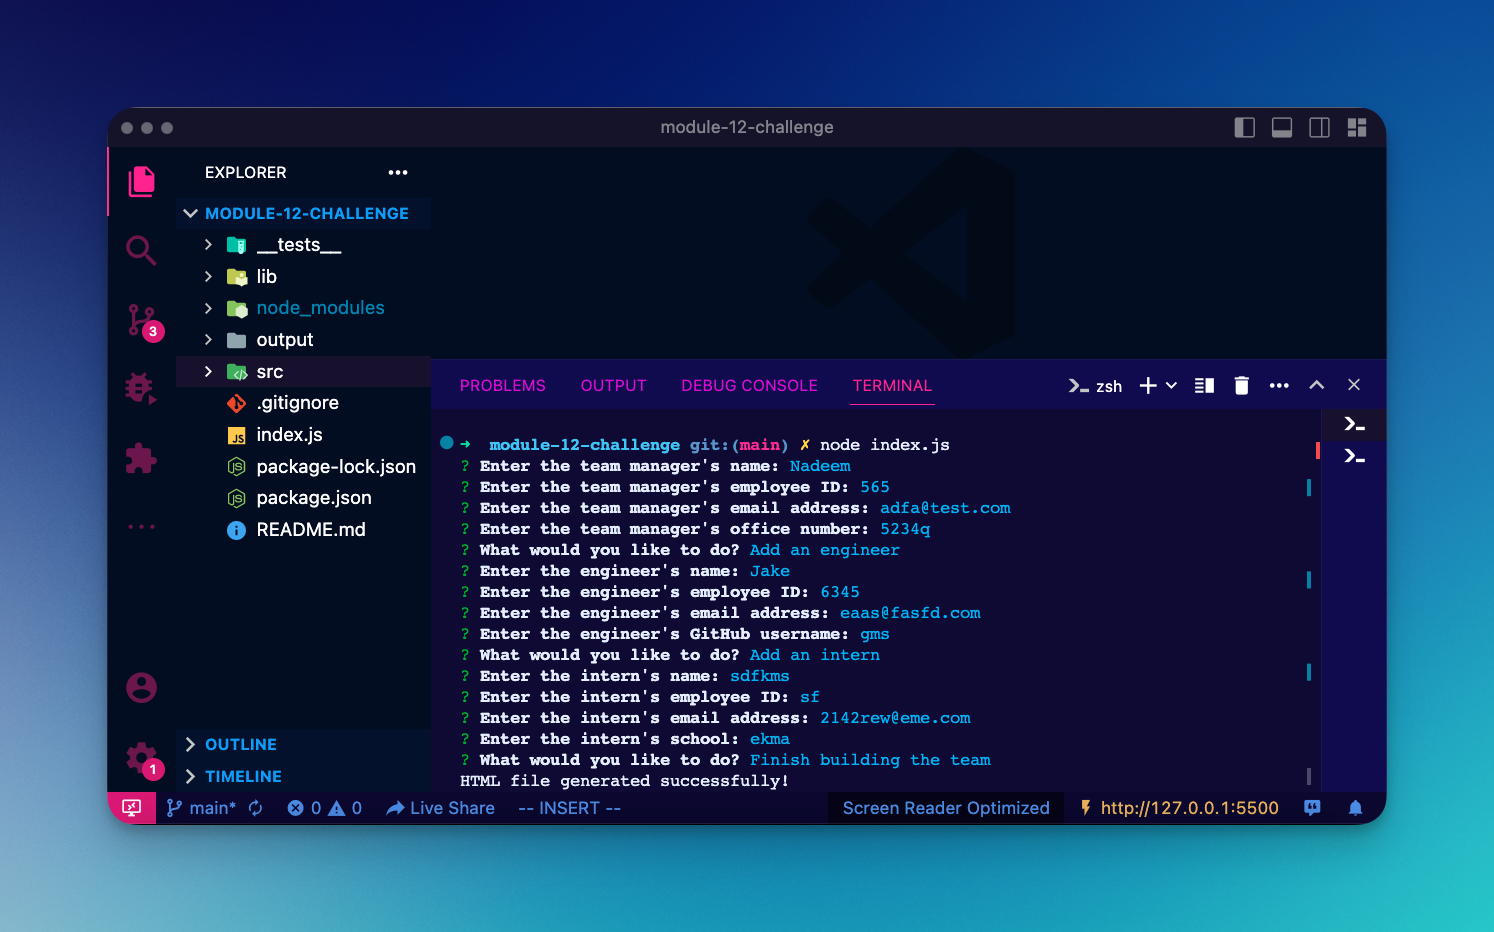 module-12-challenge
EXPLORER
MODULE-12-CHALLENGE
__tests__
lib
node_modules
output
src
.gitignore
JS index.js
JS package-lock.json
JS package.json
README.md
OUTLINE
TIMELINE
3
1
PROBLEMS OUTPUT DEBUG CONSOLE TERMINAL zsh
➜ module-12-challenge git:(main) ✗ node index.js
? Enter the team manager's name: Nadeem
? Enter the team manager's employee ID: 565
? Enter the team manager's email address: adfa@test.com
? Enter the team manager's office number: 5234q
? What would you like to do? Add an engineer
? Enter the engineer's name: Jake
? Enter the engineer's employee ID: 6345
? Enter the engineer's email address: eaas@fasfd.com
? Enter the engineer's GitHub username: gms
? What would you like to do? Add an intern
? Enter the intern's name: sdfkms
? Enter the intern's employee ID: sf
? Enter the intern's email address: 2142rew@eme.com
? Enter the intern's school: ekma
? What would you like to do? Finish building the team
HTML file generated successfully!
main* 0 0 Live Share -- INSERT -- Screen Reader Optimized http://127.0.0.1:5500